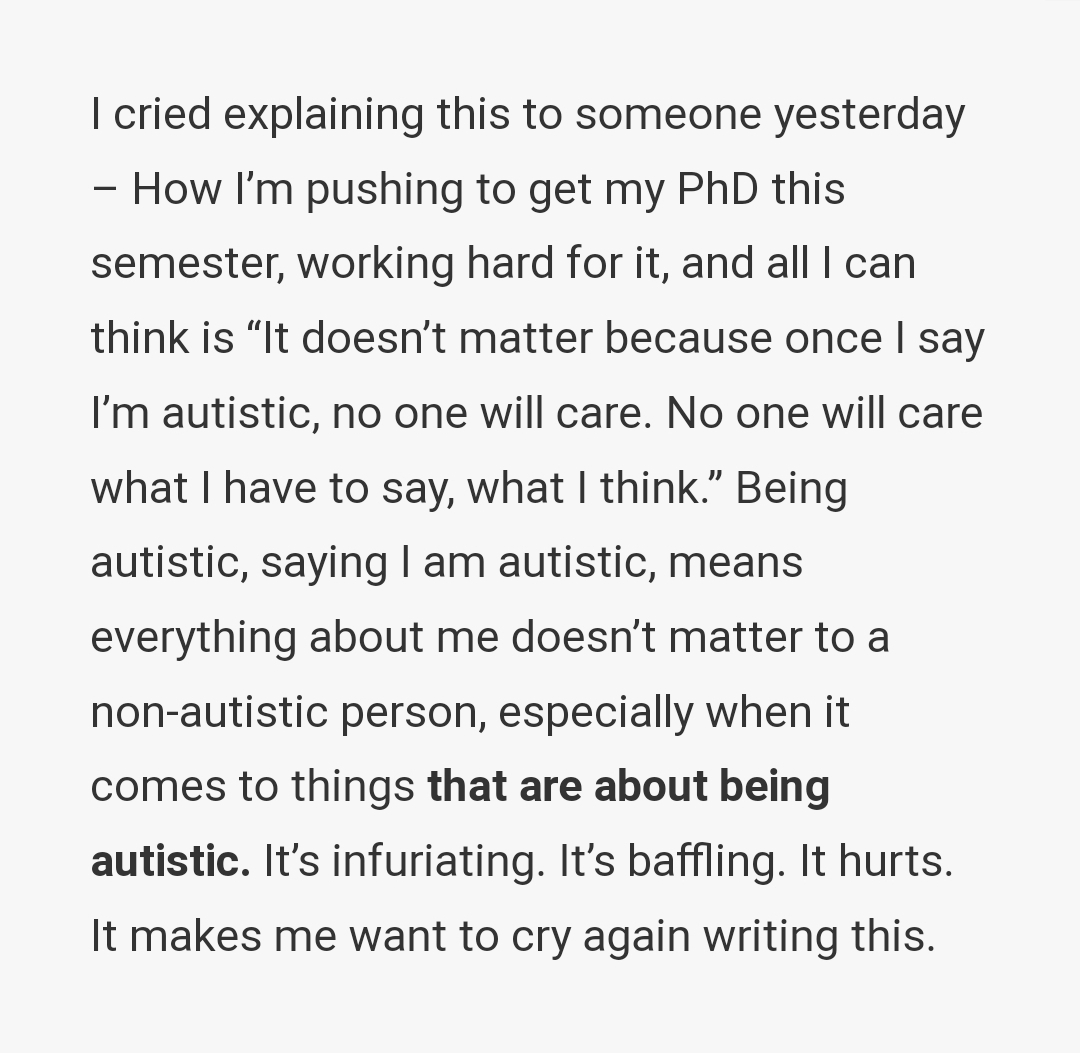 I cried explaining this to someone yesterday
– How I’m pushing to get my PhD this
semester, working hard for it, and all I can
think is “It doesn’t matter because once I say
I’m autistic, no one will care. No one will care
what I have to say, what I think.” Being
autistic, saying I am autistic, means
everything about me doesn’t matter to a
non-autistic person, especially when it
comes to things that are about being
autistic. It’s infuriating. It’s baffling. It hurts.
It makes me want to cry again writing this.